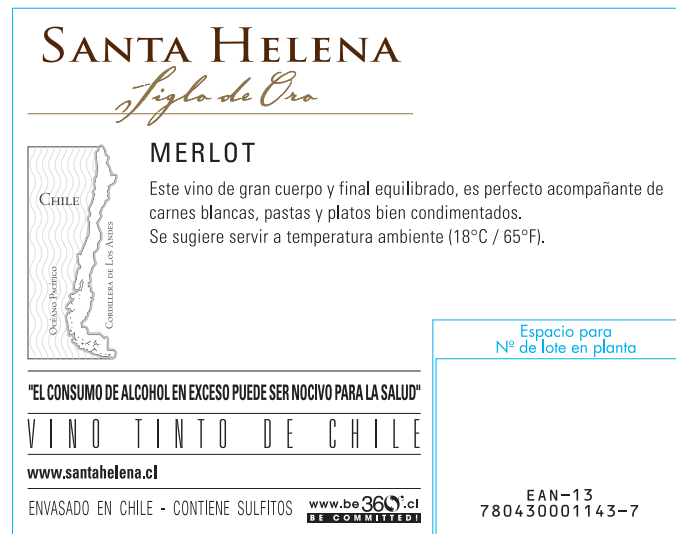 SANTA HELENA
Siglo de Oro
MERLOT
Este vino de gran cuerpo y final equilibrado, es perfecto acompañante de
carnes blancas, pastas y platos bien condimentados.
Se sugiere servir a temperatura ambiente (18°C / 65°F).
CHILE
OCÉANO PACÍFICO
CORDILLERA DE LOS ANDES
Espacio para
Nº de lote en planta
"EL CONSUMO DE ALCOHOL EN EXCESO PUEDE SER NOCIVO PARA LA SALUD"
VINO TINTO DE CHILE
www.santahelena.cl
ENVASADO EN CHILE - CONTIENE SULFITOS
www.be360°.cl
BE COMMITTED!
EAN-13
780430001143-7